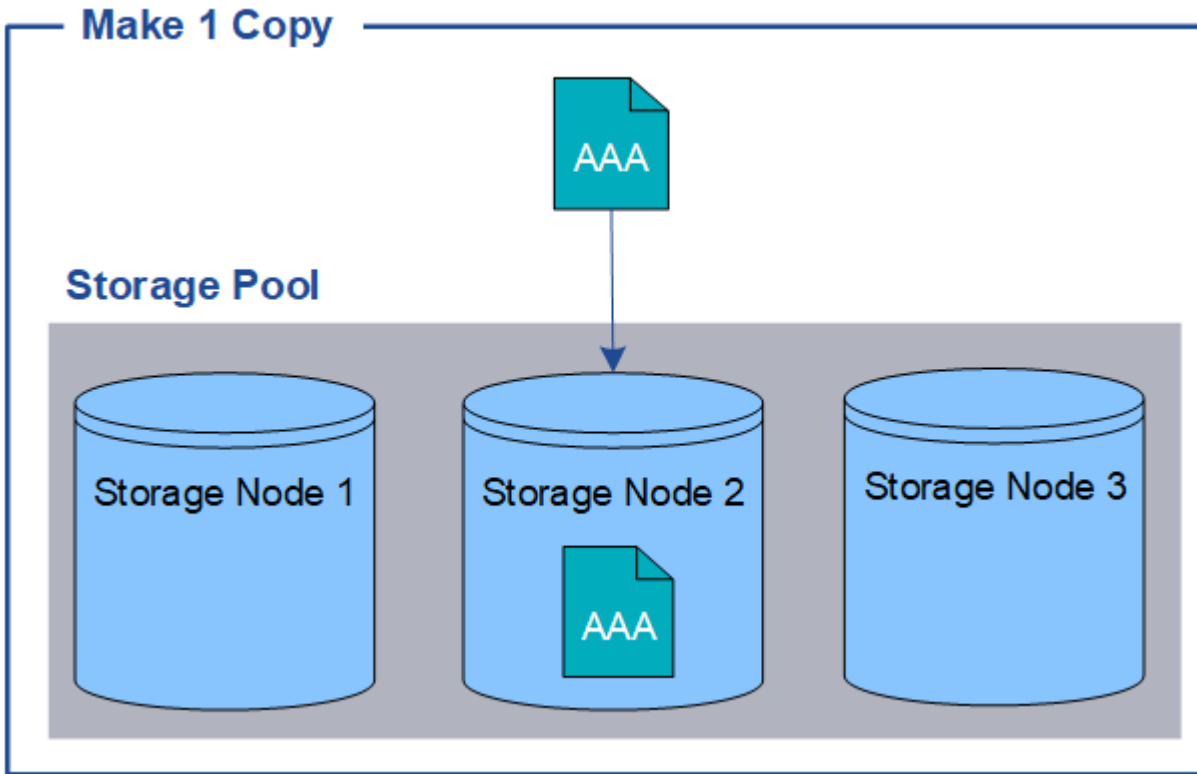 Make 1 Copy
AAA
Storage Pool
Storage Node 1
Storage Node 2
Storage Node 3
AAA